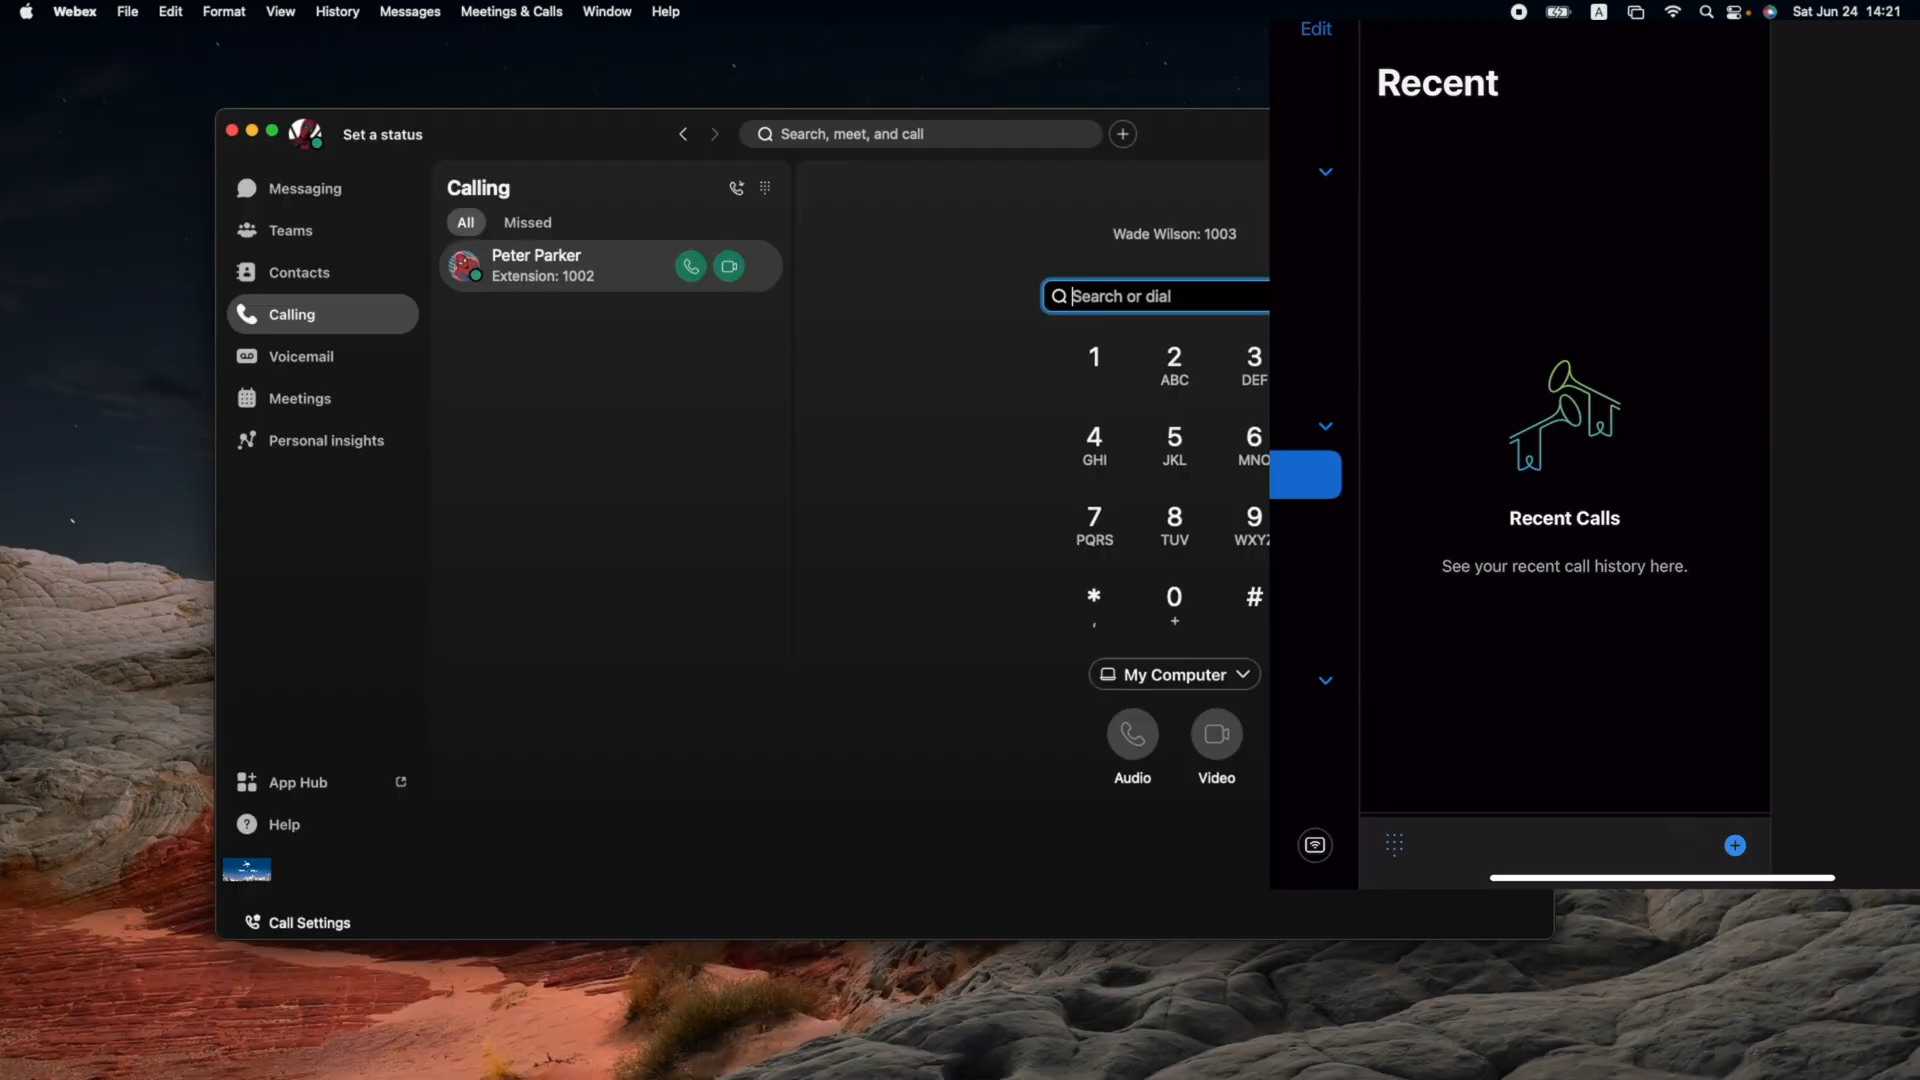 Webex File Edit Format View History Messages Meetings & Calls Window Help
A
Sat Jun 24 14:21
Set a status
Search, meet, and call
Messaging
Teams
Contacts
Calling
Voicemail
Meetings
Personal insights
App Hub
Help
Call Settings
Calling
All Missed
Peter Parker
Extension: 1002
Wade Wilson: 1003
Search or dial
1 2 3
ABC DEF
4 5 6
GHI JKL MNO
7 8 9
PQRS TUV WXYZ
* 0 #
, +
My Computer
Audio Video
Edit
Recent
Recent Calls
See your recent call history here.